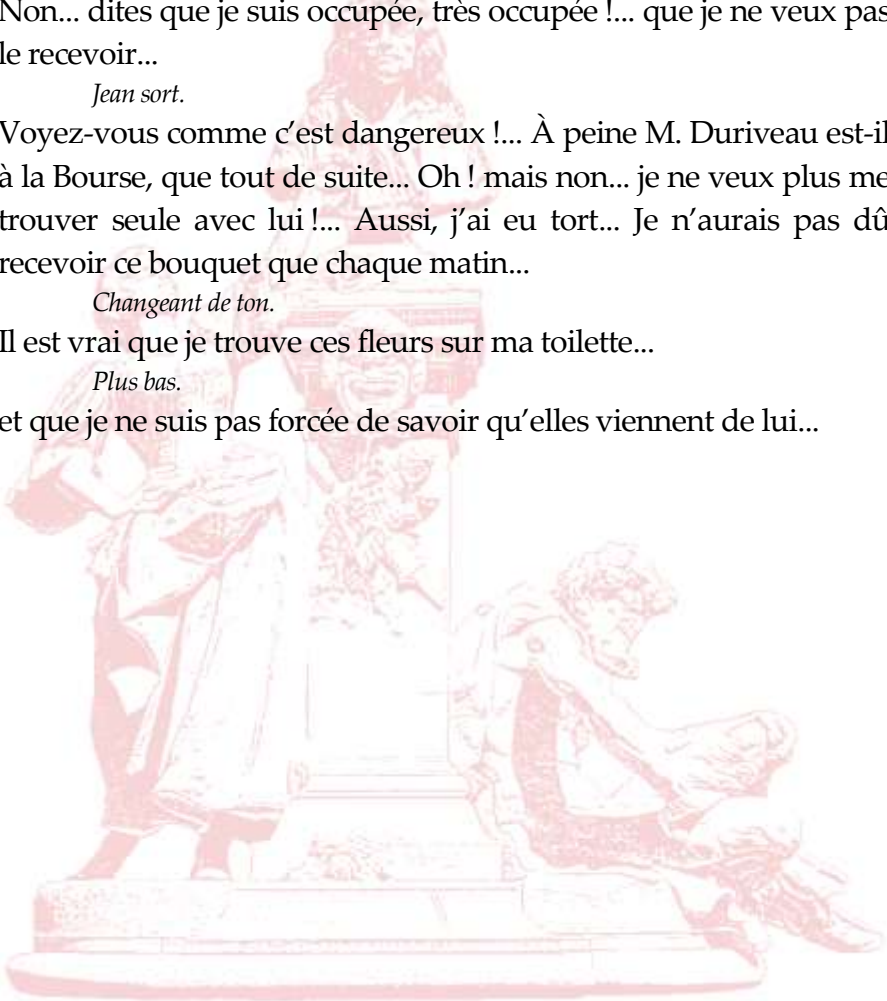 Non... dites que je suis occupée, très occupée !... que je ne veux pas
le recevoir...
Jean sort.
Voyez-vous comme c’est dangereux !... À peine M. Duriveau est-il
à la Bourse, que tout de suite... Oh ! mais non... je ne veux plus me
trouver seule avec lui !... Aussi, j’ai eu tort... Je n’aurais pas dû
recevoir ce bouquet que chaque matin...
Changeant de ton.
Il est vrai que je trouve ces fleurs sur ma toilette...
Plus bas.
et que je ne suis pas forcée de savoir qu’elles viennent de lui...